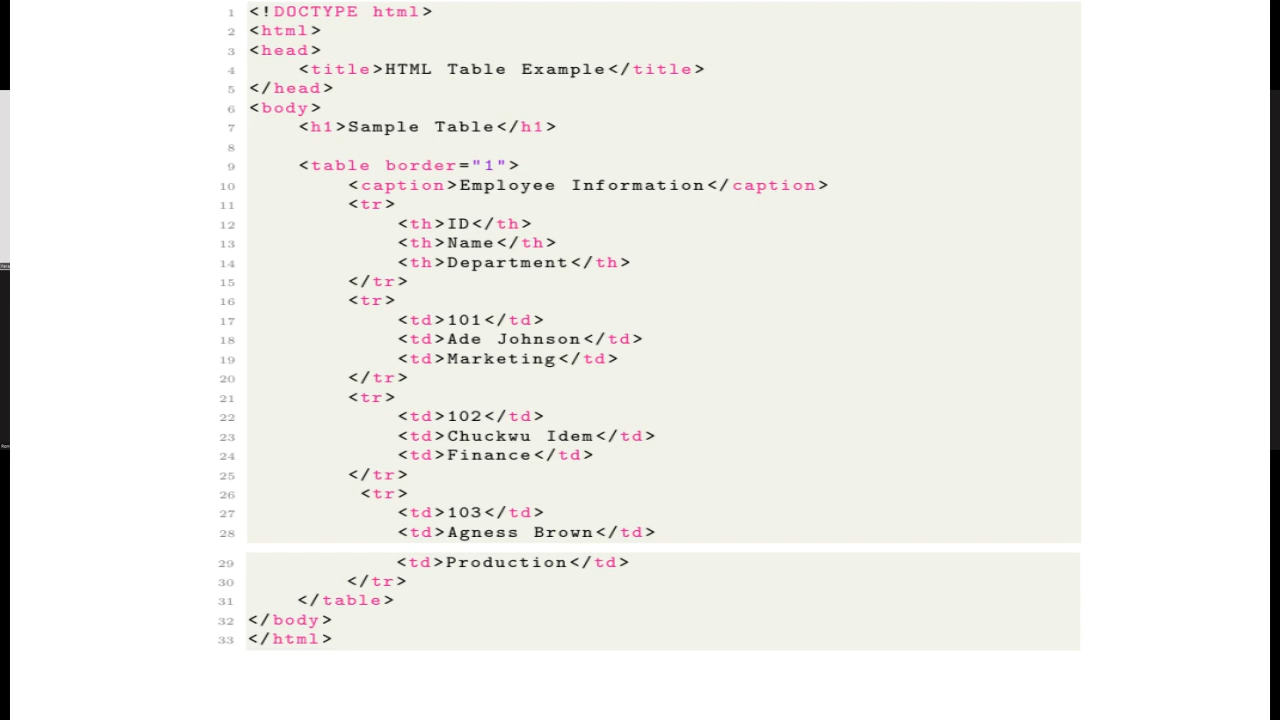 1 <!DOCTYPE html>
2 <html>
3 <head>
4     <title>HTML Table Example</title>
5 </head>
6 <body>
7     <h1>Sample Table</h1>
8
9     <table border="1">
10         <caption>Employee Information</caption>
11         <tr>
12             <th>ID</th>
13             <th>Name</th>
14             <th>Department</th>
15         </tr>
16         <tr>
17             <td>101</td>
18             <td>Ade Johnson</td>
19             <td>Marketing</td>
20         </tr>
21         <tr>
22             <td>102</td>
23             <td>Chuckwu Idem</td>
24             <td>Finance</td>
25         </tr>
26          <tr>
27             <td>103</td>
28             <td>Agness Brown</td>
29             <td>Production</td>
30         </tr>
31     </table>
32 </body>
33 </html>